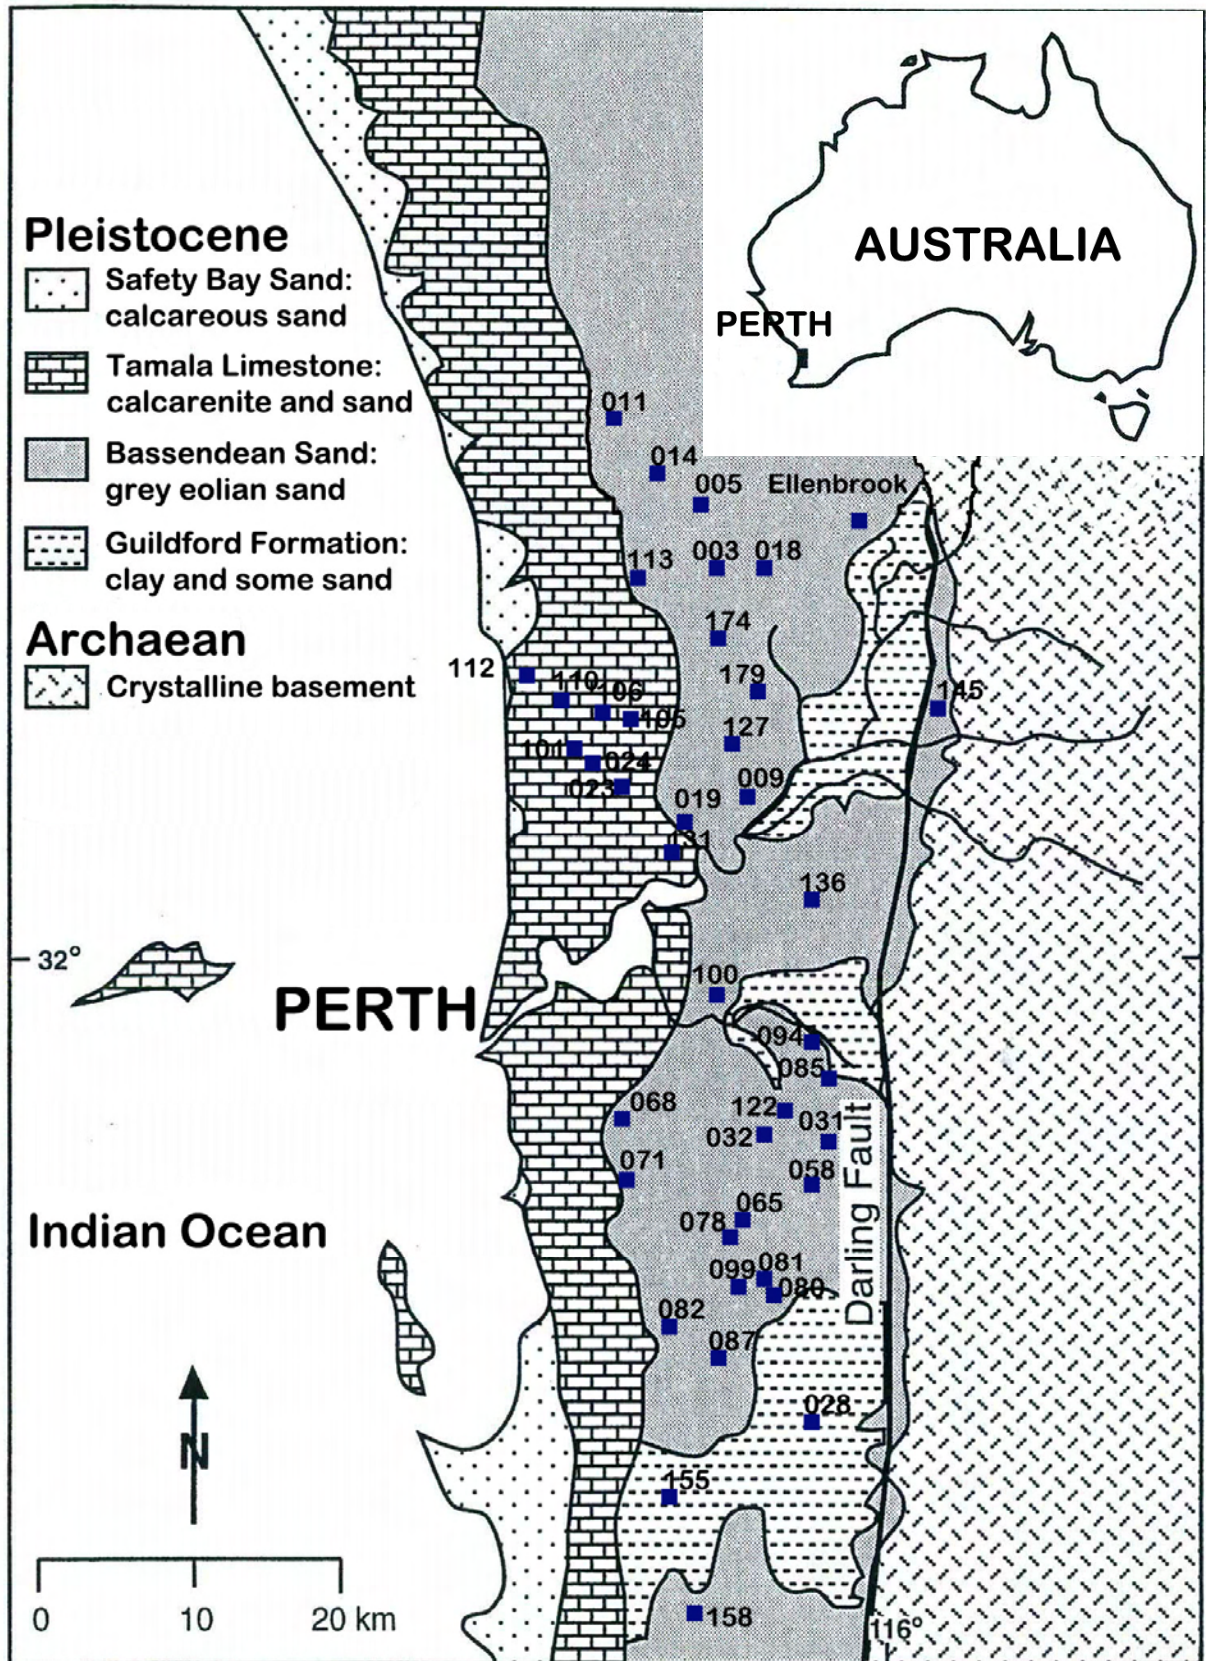 Pleistocene
Safety Bay Sand:
calcareous sand
Tamala Limestone:
calcarenite and sand
Bassendean Sand:
grey eolian sand
Guildford Formation:
clay and some sand
Archaean
Crystalline basement
AUSTRALIA
PERTH
011
014
005
Ellenbrook
113
003
018
174
112
110
106
105
179
145
101
024
023
127
009
019
131
136
32°
PERTH
100
094
085
068
122
032
031
071
058
065
078
Indian Ocean
Darling Fault
099
081
080
082
087
028
N
155
158
0
10
20 km
116°